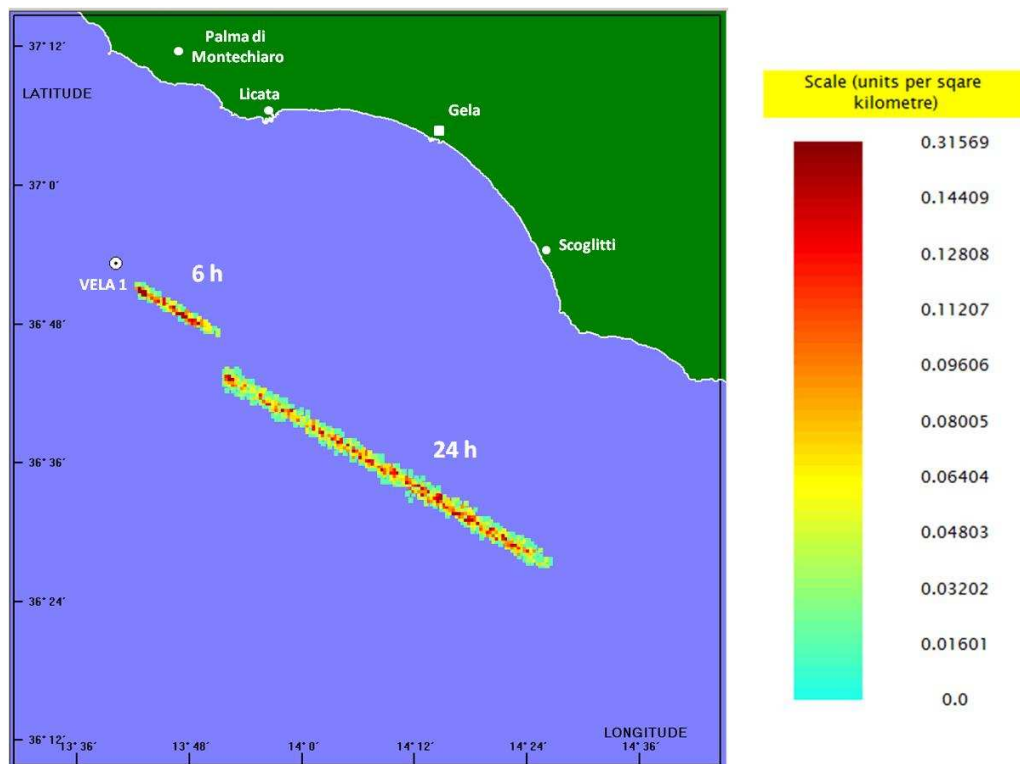 37° 12′
Palma di
Montechiaro
LATITUDE
Licata
Gela
37° 0′
Scoglitti
VELA 1
6 h
36° 48′
24 h
36° 36′
36° 24′
36° 12′
LONGITUDE
13° 36′ 13° 48′ 14° 0′ 14° 12′ 14° 24′ 14° 36′
Scale (units per sqare
kilometre)
0.31569
0.14409
0.12808
0.11207
0.09606
0.08005
0.06404
0.04803
0.03202
0.01601
0.0